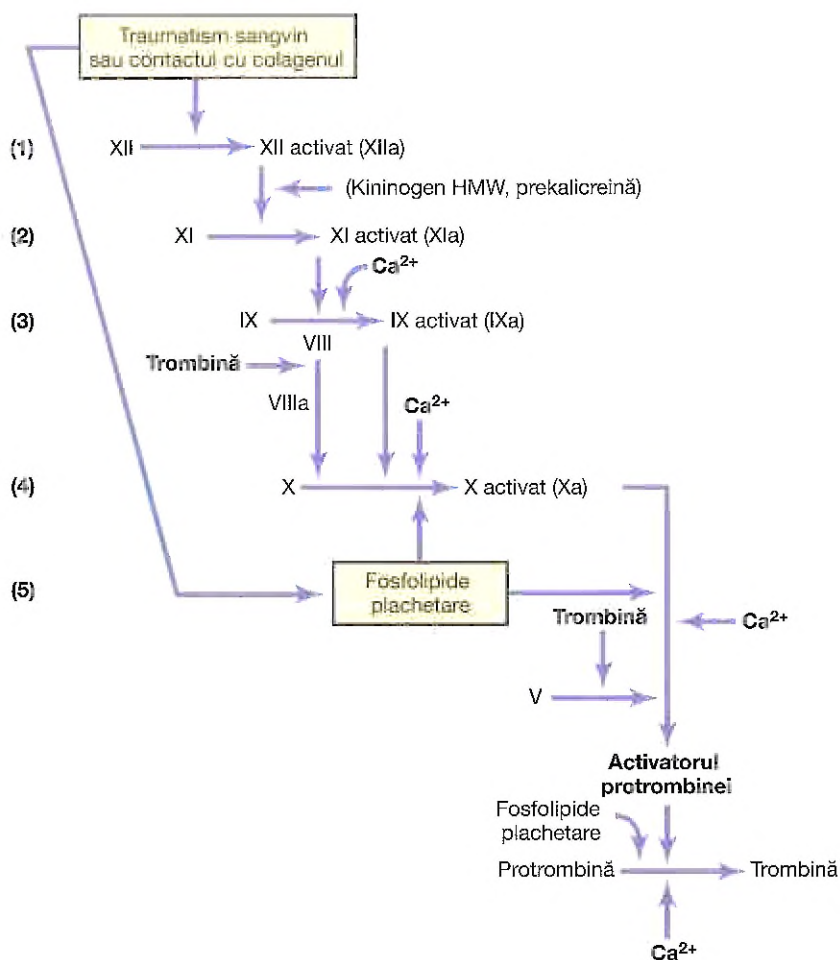 Traumatism sangvin
sau contactul cu colagenul
(1)
XII
XII activat (XIIa)
(Kininogen HMW, prekalicreină)
(2)
XI
XI activat (XIa)
Ca²⁺
(3)
IX
IX activat (IXa)
VIII
Trombină
VIIIa
Ca²⁺
(4)
X
X activat (Xa)
(5)
Fosfolipide
plachetare
Trombină
Ca²⁺
V
Activatorul
protrombinei
Fosfolipide
plachetare
Protrombină
Trombină
Ca²⁺